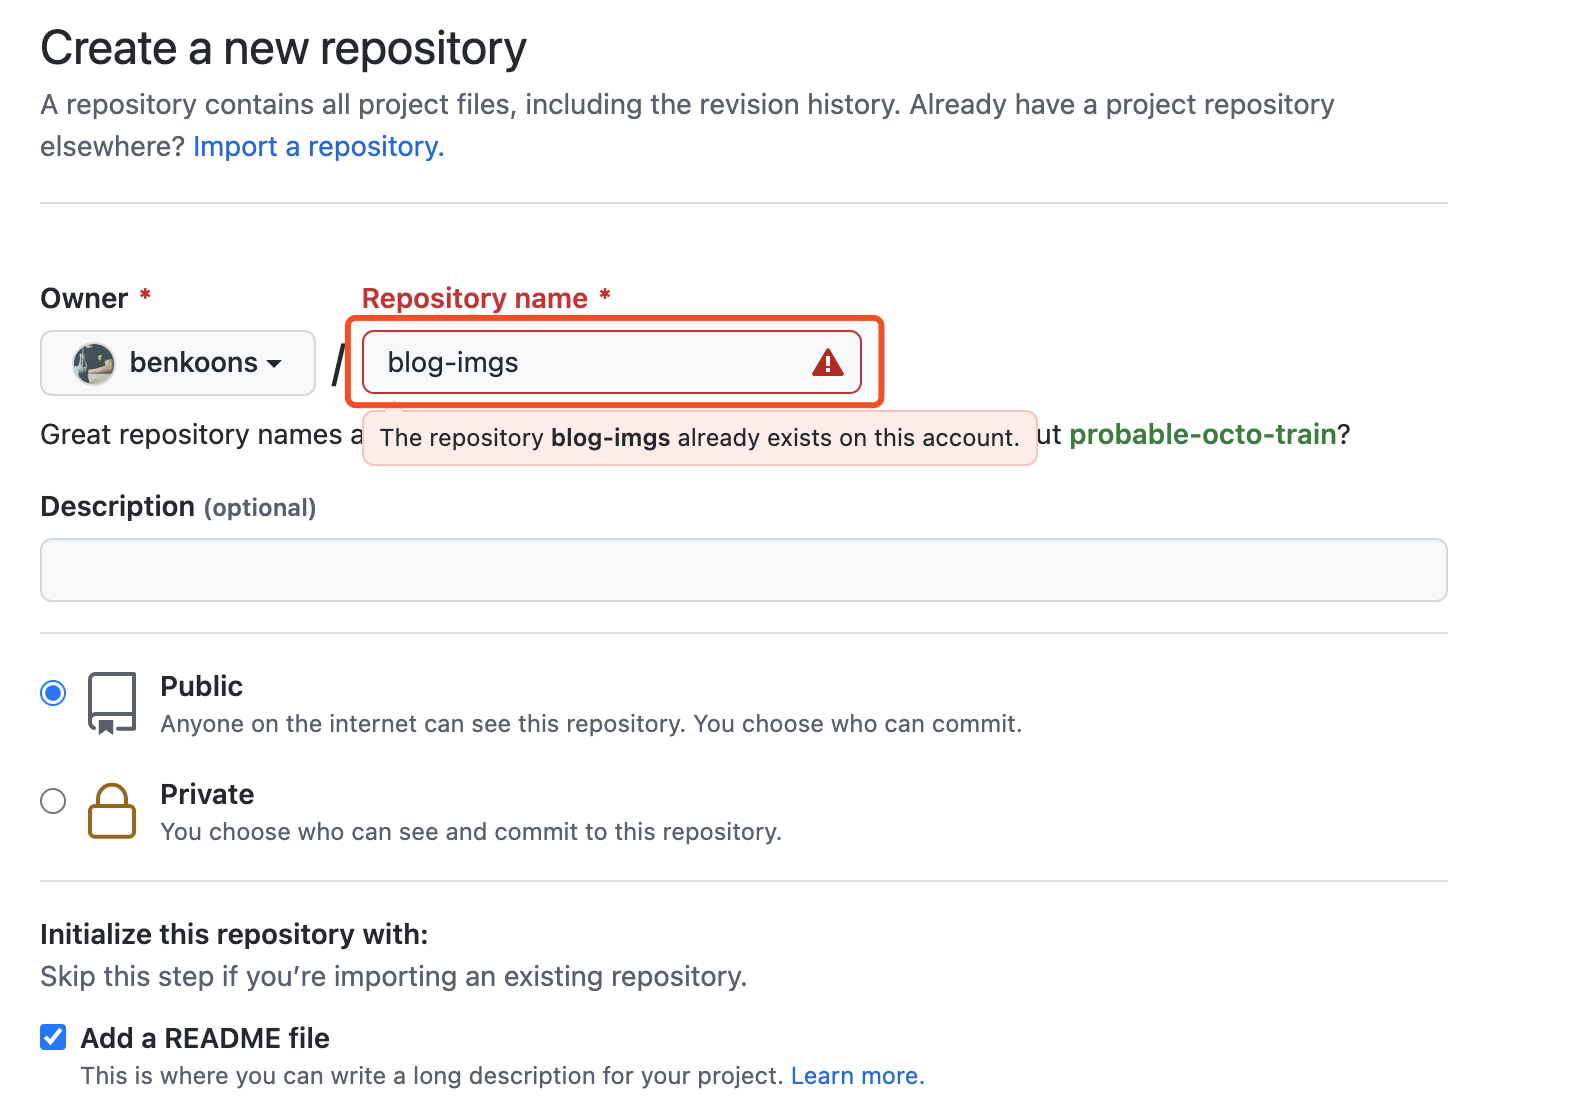 Create a new repository
A repository contains all project files, including the revision history. Already have a project repository
elsewhere? Import a repository.
Owner *
Repository name *
benkoons
/
blog-imgs
Great repository names a
The repository blog-imgs already exists on this account.
ut probable-octo-train?
Description (optional)
Public
Anyone on the internet can see this repository. You choose who can commit.
Private
You choose who can see and commit to this repository.
Initialize this repository with:
Skip this step if you’re importing an existing repository.
Add a README file
This is where you can write a long description for your project. Learn more.